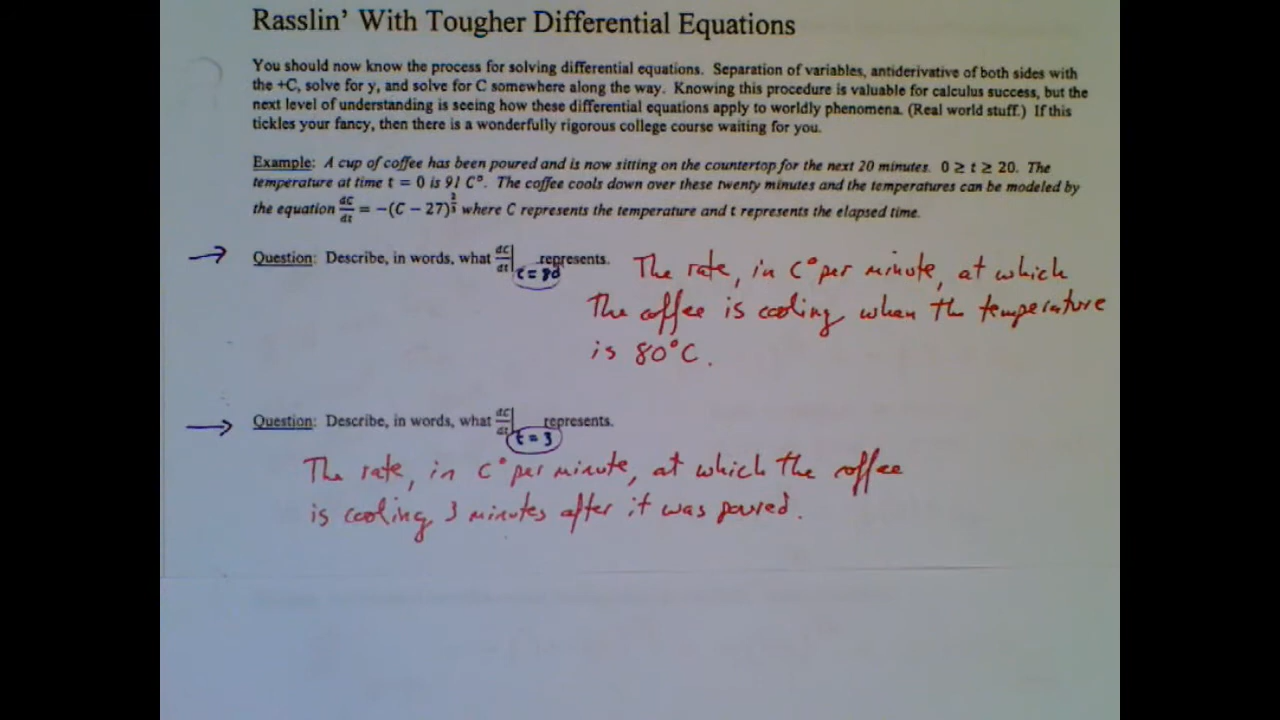 Rasslin' With Tougher Differential Equations
You should now know the process for solving differential equations. Separation of variables, antiderivative of both sides with
the +C, solve for y, and solve for C somewhere along the way. Knowing this procedure is valuable for calculus success, but the
next level of understanding is seeing how these differential equations apply to worldly phenomena. (Real world stuff.) If this
tickles your fancy, then there is a wonderfully rigorous college course waiting for you.
Example: A cup of coffee has been poured and is now sitting on the countertop for the next 20 minutes. 0 ≥ t ≥ 20. The
temperature at time t = 0 is 91 C°. The coffee cools down over these twenty minutes and the temperatures can be modeled by
the equation dC/dt = −(C − 27)^ where C represents the temperature and t represents the elapsed time.
Question: Describe, in words, what dC/dt| represents.
The rate, in C° per minute, at which
the coffee is cooling when the temperature
is 80°C.
Question: Describe, in words, what dC/dt| t = 3 represents.
The rate, in C° per minute, at which the coffee
is cooling 3 minutes after it was poured.